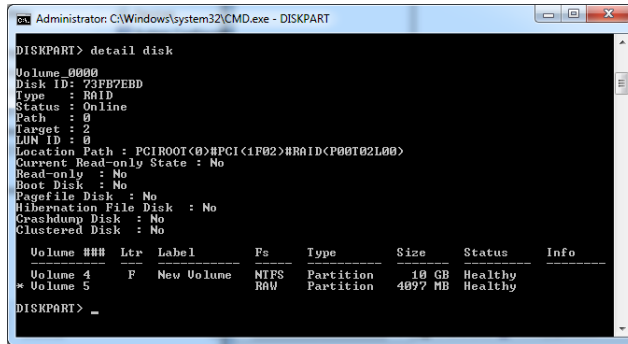 Administrator: C:\Windows\system32\CMD.exe - DISKPART
DISKPART> detail disk
Volume_0000
Disk ID: 73FB7EBD
Type   : RAID
Status : Online
Path   : 0
Target : 2
LUN ID : 0
Location Path : PCIROOT(0)#PCI(1F02)#RAID(P00T02L00)
Current Read-only State : No
Read-only  : No
Boot Disk  : No
Pagefile Disk  : No
Hibernation File Disk  : No
Crashdump Disk  : No
Clustered Disk  : No
Volume ###  Ltr  Label        Fs     Type        Size     Status     Info
----------  ---  -----------  -----  ----------  -------  ---------  --------
Volume 4     F   New Volume   NTFS   Partition     10 GB  Healthy
* Volume 5                      RAW    Partition   4097 MB  Healthy
DISKPART> _